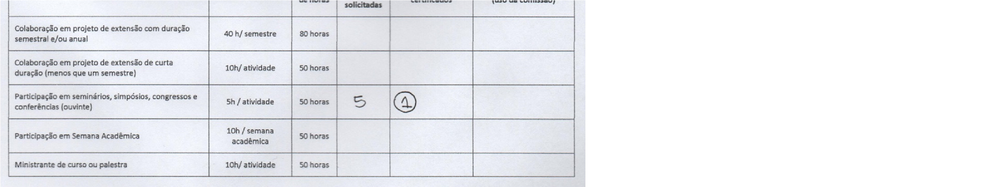 de horas
solicitadas
certificados
(uso da comissão)
Colaboração em projeto de extensão com duração
semestral e/ou anual
40 h/ semestre
80 horas
Colaboração em projeto de extensão de curta
duração (menos que um semestre)
10h/ atividade
50 horas
Participação em seminários, simpósios, congressos e
conferências (ouvinte)
5h / atividade
50 horas
5
1
Participação em Semana Acadêmica
10h / semana
acadêmica
50 horas
Ministrante de curso ou palestra
10h/ atividade
50 horas